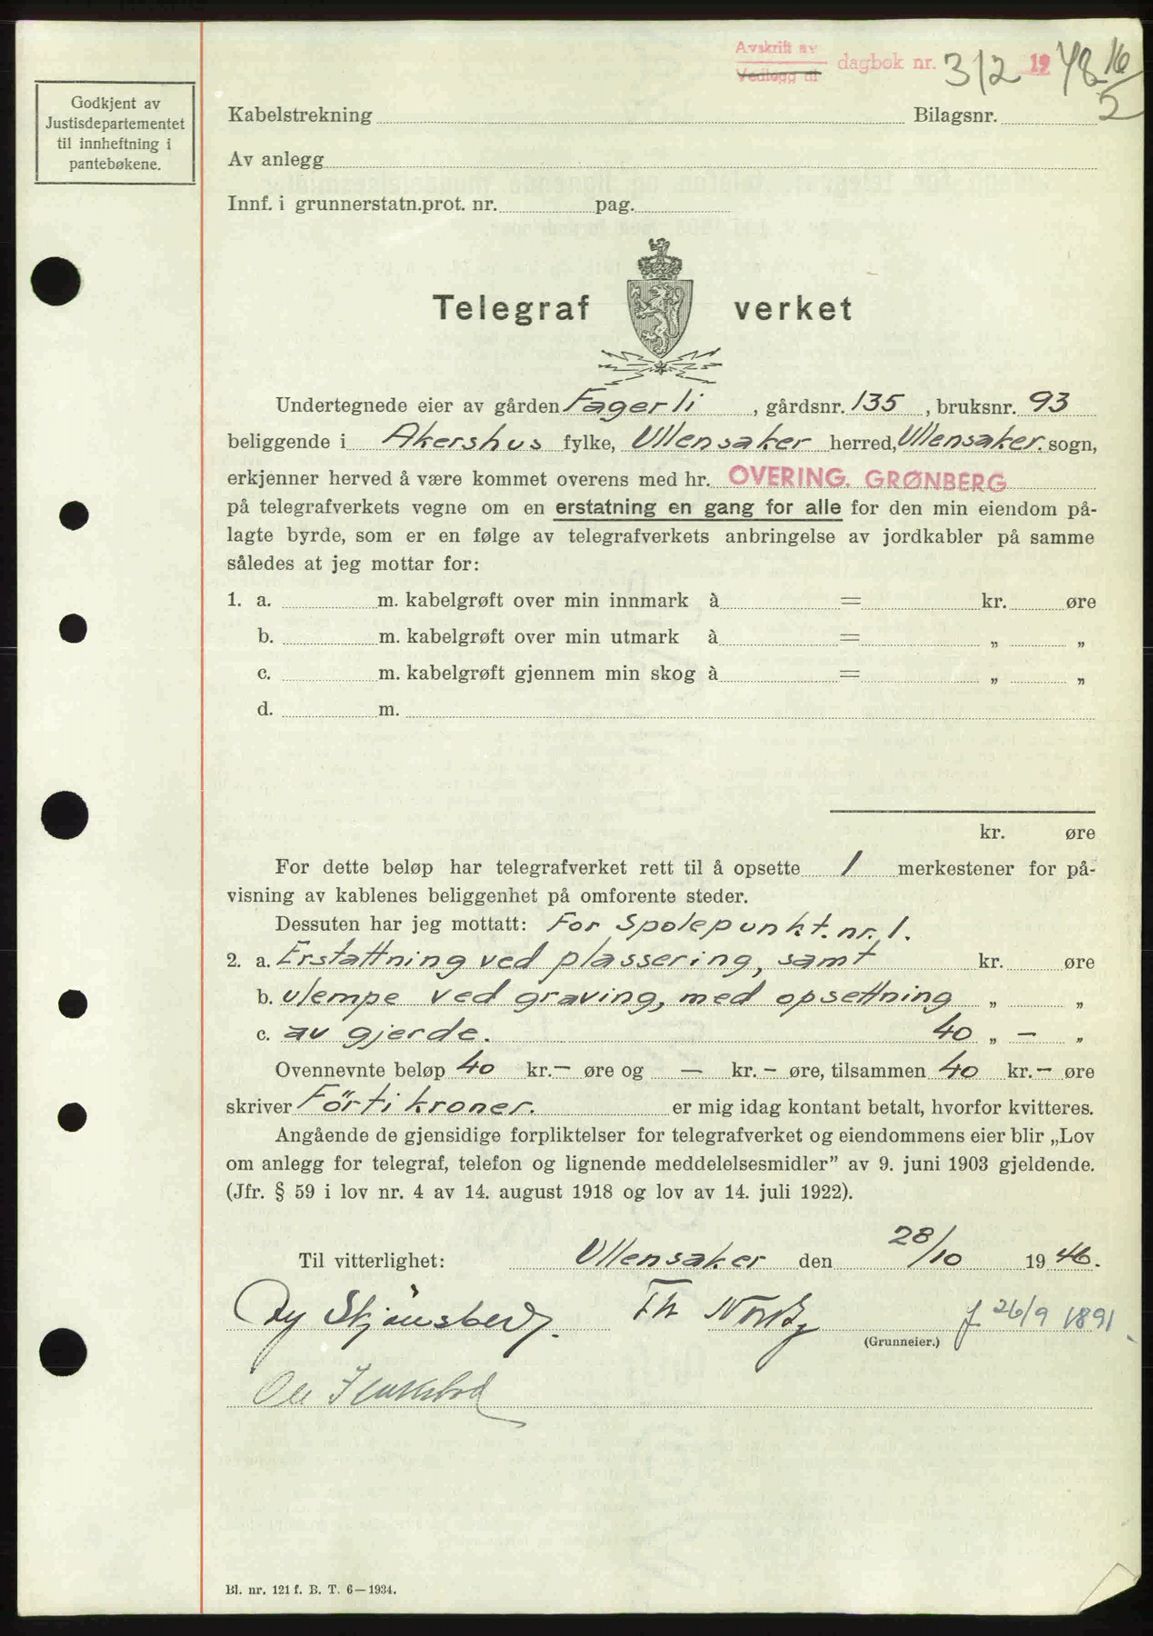 Avskrift av
Vedlegg til dagbok nr. 312 1948 16/5
Godkjent av
Justisdepartementet
til innheftning i
pantebøkene.
Kabelstrekning Bilagsnr.
Av anlegg
Innf. i grunnerstatn.prot. nr. pag.
Telegraf verket
Undertegnede eier av gården Fagerli, gårdsnr. 135, bruksnr. 93
beliggende i Akershus fylke, Ullensaker herred, Ullensaker. sogn,
erkjenner herved å være kommet overens med hr. OVERING. GRØNBERG
på telegrafverkets vegne om en erstatning en gang for alle for den min eiendom på-
lagte byrde, som er en følge av telegrafverkets anbringelse av jordkabler på samme
således at jeg mottar for:
1. a. m. kabelgrøft over min innmark à = kr. øre
b. m. kabelgrøft over min utmark à = „ „
c. m. kabelgrøft gjennem min skog à = „ „
d. m.
kr. øre
For dette beløp har telegrafverket rett til å opsette 1 merkestener for på-
visning av kablenes beliggenhet på omforente steder.
Dessuten har jeg mottatt: For Spolepunkt. nr. 1.
2. a. Erstattning ved plassering, samt kr. øre
b. ulempe ved graving, med opsettning „ „
c. av gjerde. 40 „ — „
Ovennevnte beløp 40 kr. — øre og — kr. — øre, tilsammen 40 kr. — øre
skriver Förti kroner. er mig idag kontant betalt, hvorfor kvitteres.
Angående de gjensidige forpliktelser for telegrafverket og eiendommens eier blir „Lov
om anlegg for telegraf, telefon og lignende meddelelsesmidler” av 9. juni 1903 gjeldende.
(Jfr. § 59 i lov nr. 4 av 14. august 1918 og lov av 14. juli 1922).
Til vitterlighet: Ullensaker den 28/10 1946.
Skjønsberg. Th f 26/9 1891
(Grunneier.)
Ole
Bl. nr. 121 f. B. T. 6—1934.